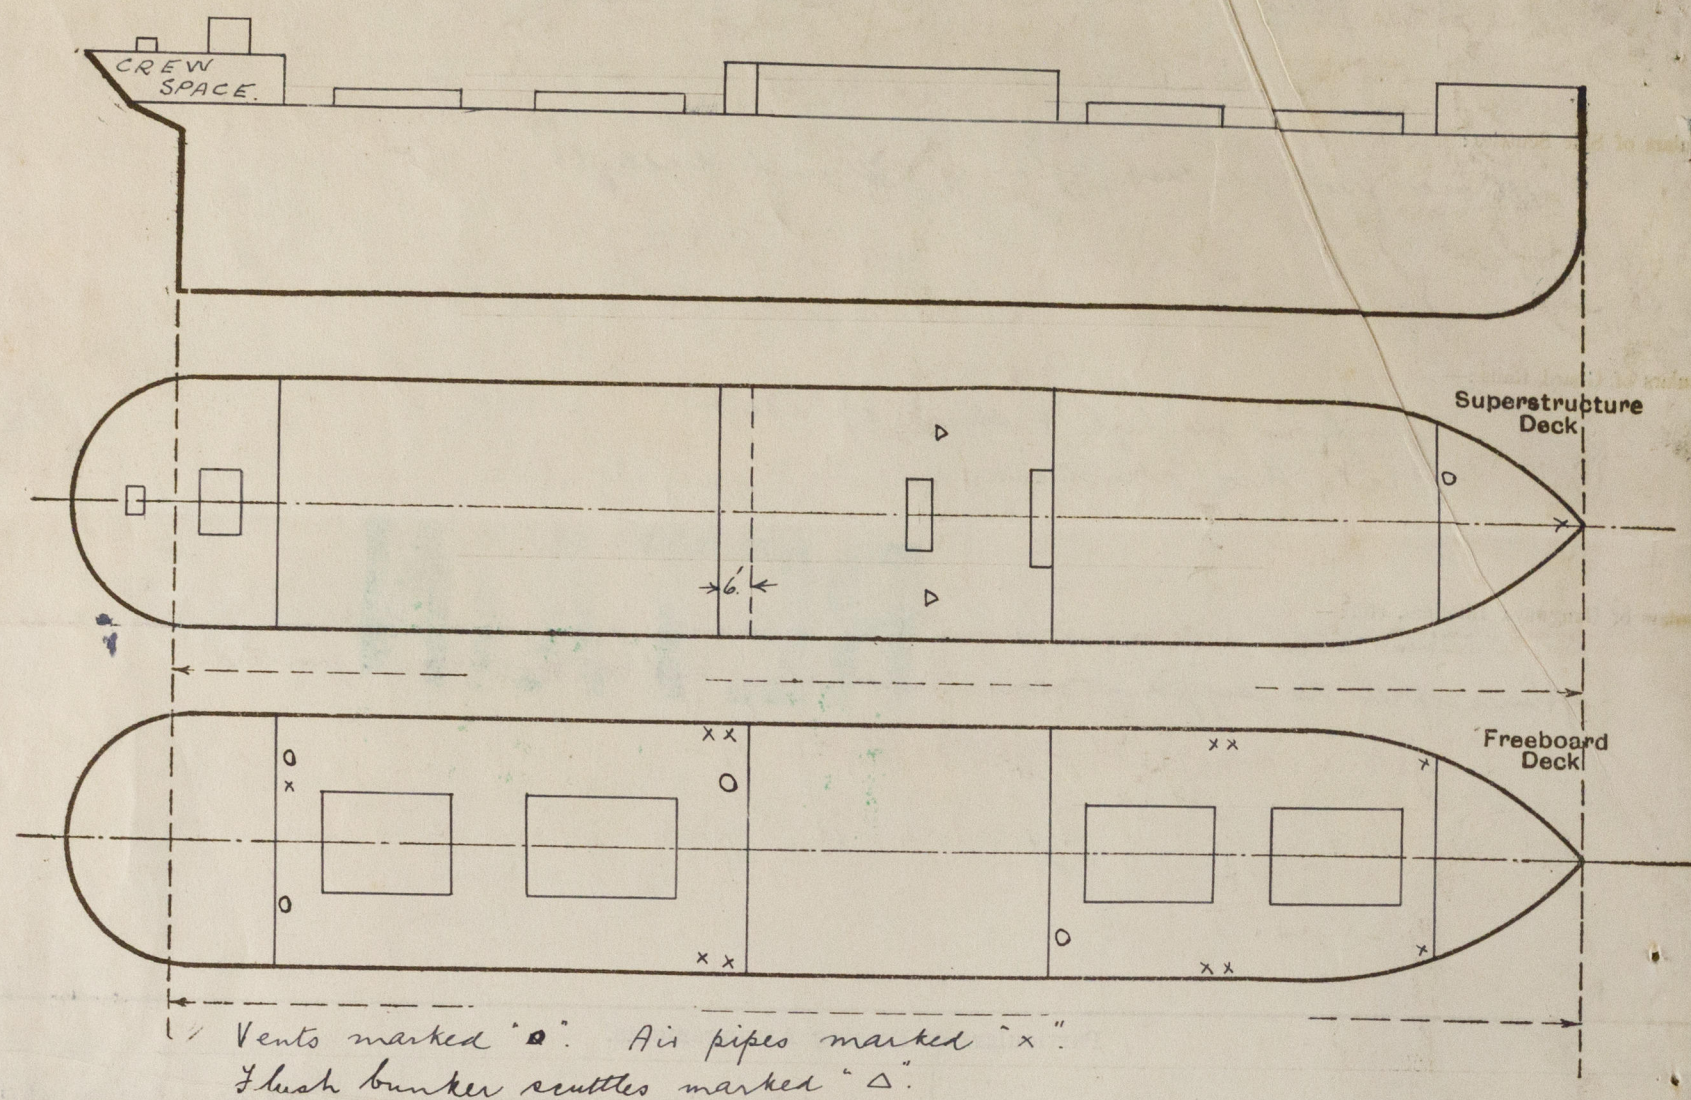 CREW
SPACE.
Superstructure
Deck
6'
Freeboard
Deck
Vents marked "o". Air pipes marked "x".
Flush bunker scuttles marked "△".